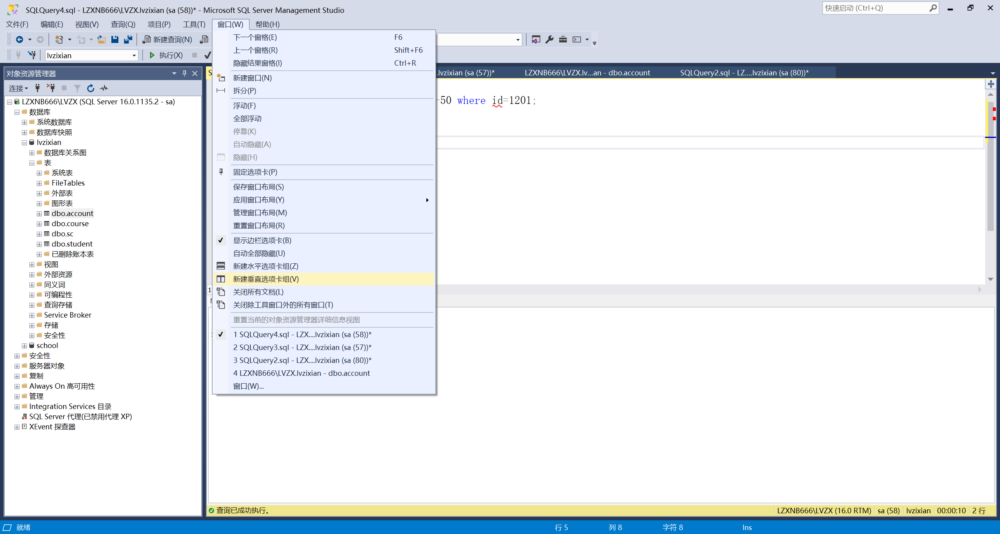 SQLQuery4.sql - LZXNB666\LVZX.lvzixian (sa (58))* - Microsoft SQL Server Management Studio
快速启动 (Ctrl+Q)
文件(F) 编辑(E) 视图(V) 查询(Q) 项目(P) 工具(T) 窗口(W) 帮助(H)
新建查询(N)
lvzixian
执行(X)
下一个窗格(E) F6
上一个窗格(R) Shift+F6
隐藏结果窗格(I) Ctrl+R
新建窗口(N)
拆分(P)
浮动(F)
全部浮动
停靠(K)
自动隐藏(A)
隐藏(H)
固定选项卡(P)
保存窗口布局(S)
应用窗口布局(Y)
管理窗口布局(M)
重置窗口布局(R)
显示边栏选项卡(B)
自动全部隐藏(U)
新建水平选项卡组(Z)
新建垂直选项卡组(V)
关闭所有文档(L)
关闭除工具窗口外的所有窗口(T)
重置当前的对象资源管理器详细信息视图
1 SQLQuery4.sql - LZX....lvzixian (sa (58))*
2 SQLQuery3.sql - LZX....lvzixian (sa (57))*
3 SQLQuery2.sql - LZX....lvzixian (sa (80))*
4 LZXNB666\LVZX.lvzixian - dbo.account
窗口(W)...
对象资源管理器
连接
LZXNB666\LVZX (SQL Server 16.0.1135.2 - sa)
数据库
系统数据库
数据库快照
lvzixian
数据库关系图
表
系统表
FileTables
外部表
图形表
dbo.account
dbo.course
dbo.sc
dbo.student
已删除账本表
视图
外部资源
同义词
可编程性
查询存储
Service Broker
存储
安全性
school
安全性
服务器对象
复制
Always On 高可用性
管理
Integration Services 目录
SQL Server 代理(已禁用代理 XP)
XEvent 探查器
S
.lvzixian (sa (57))* LZXNB666\LVZX.lv...an - dbo.account SQLQuery2.sql - LZ....lvzixian (sa (80))*
-50 where id=1201;
1
查询已成功执行。 LZXNB666\LVZX (16.0 RTM) sa (58) lvzixian 00:00:10 2 行
就绪 行 5 列 8 字符 8 Ins